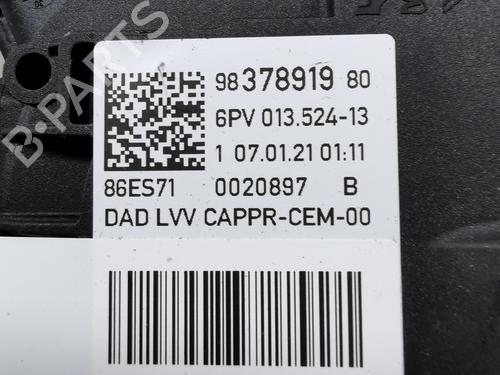 98 378919 80
6PV 013.524-13
1 07.01.21 01:11
86ES71 0020897 B
DAD LVV CAPPR-CEM-00
B-PARTS